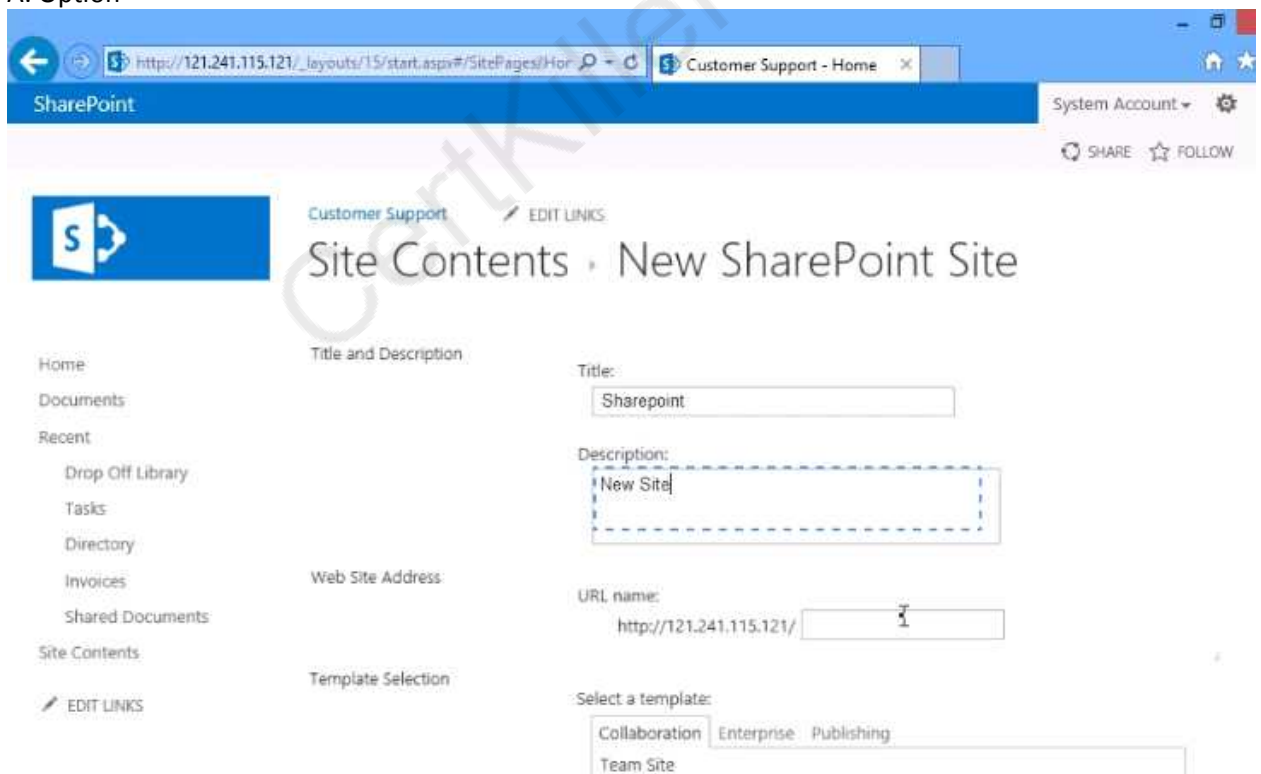 A. Option
http://121.241.115.121/_layouts/15/start.aspx#/SitePages/Hor
Customer Support - Home
SharePoint
System Account
SHARE FOLLOW
Customer Support EDIT LINKS
Site Contents New SharePoint Site
Home
Documents
Recent
Drop Off Library
Tasks
Directory
Invoices
Shared Documents
Site Contents
EDIT LINKS
Title and Description
Title:
Sharepoint
Description:
New Site
Web Site Address
URL name:
http://121.241.115.121/
Template Selection
Select a template:
Collaboration Enterprise Publishing
Team Site
CertKiller